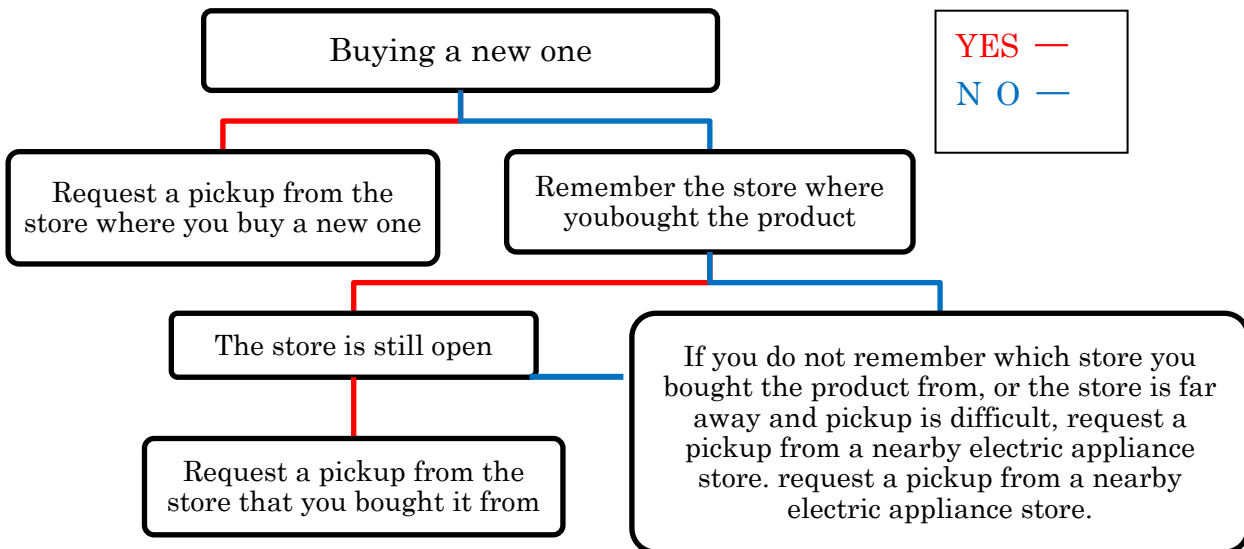 Buying a new one
YES
N O
Request a pickup from the
store where you buy a new one
Remember the store where
youbought the product
The store is still open
If you do not remember which store you
bought the product from, or the store is far
away and pickup is difficult, request a
pickup from a nearby electric appliance
store. request a pickup from a nearby
electric appliance store.
Request a pickup from the
store that you bought it from